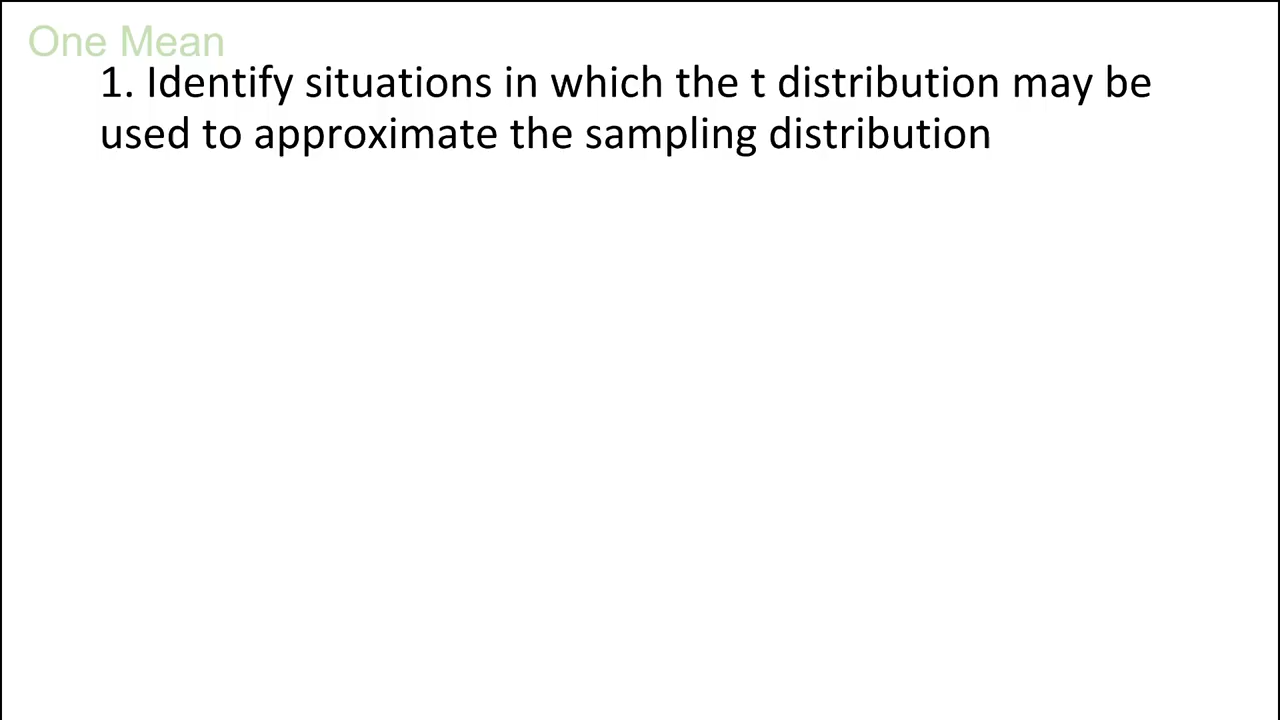 One Mean
1. Identify situations in which the t distribution may be
used to approximate the sampling distribution